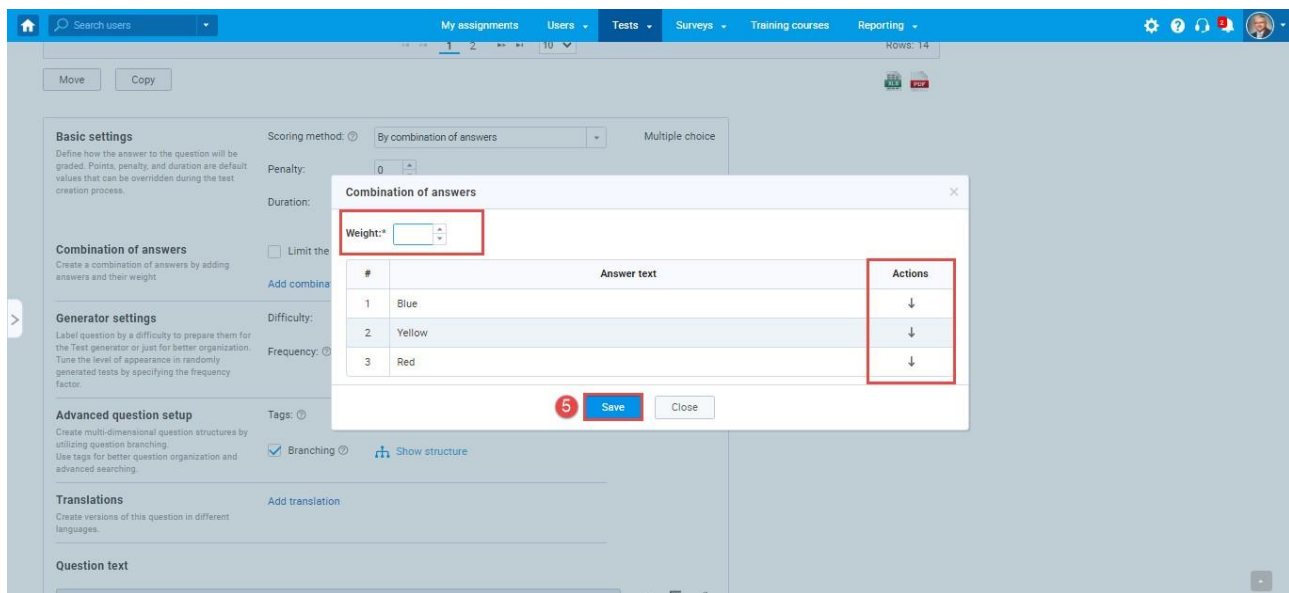 Search users
My assignments Users Tests Surveys Training courses Reporting
2
1 2 10 Rows: 14
Move Copy
XLS PDF
Basic settings
Define how the answer to the question will be
graded. Points, penalty, and duration are default
values that can be overridden during the test
creation process.
Scoring method: By combination of answers Multiple choice
Penalty: 0
Duration:
Combination of answers
Weight:*
# Answer text Actions
1 Blue
2 Yellow
3 Red
5 Save Close
Combination of answers
Create a combination of answers by adding
answers and their weight
Limit the
Add combina
Generator settings
Label question by a difficulty to prepare them for
the Test generator or just for better organization.
Tune the level of appearance in randomly
generated tests by specifying the frequency
factor.
Difficulty:
Frequency:
Advanced question setup
Create multi-dimensional question structures by
utilizing question branching.
Use tags for better question organization and
advanced searching.
Tags:
Branching Show structure
Translations
Create versions of this question in different
languages.
Add translation
Question text